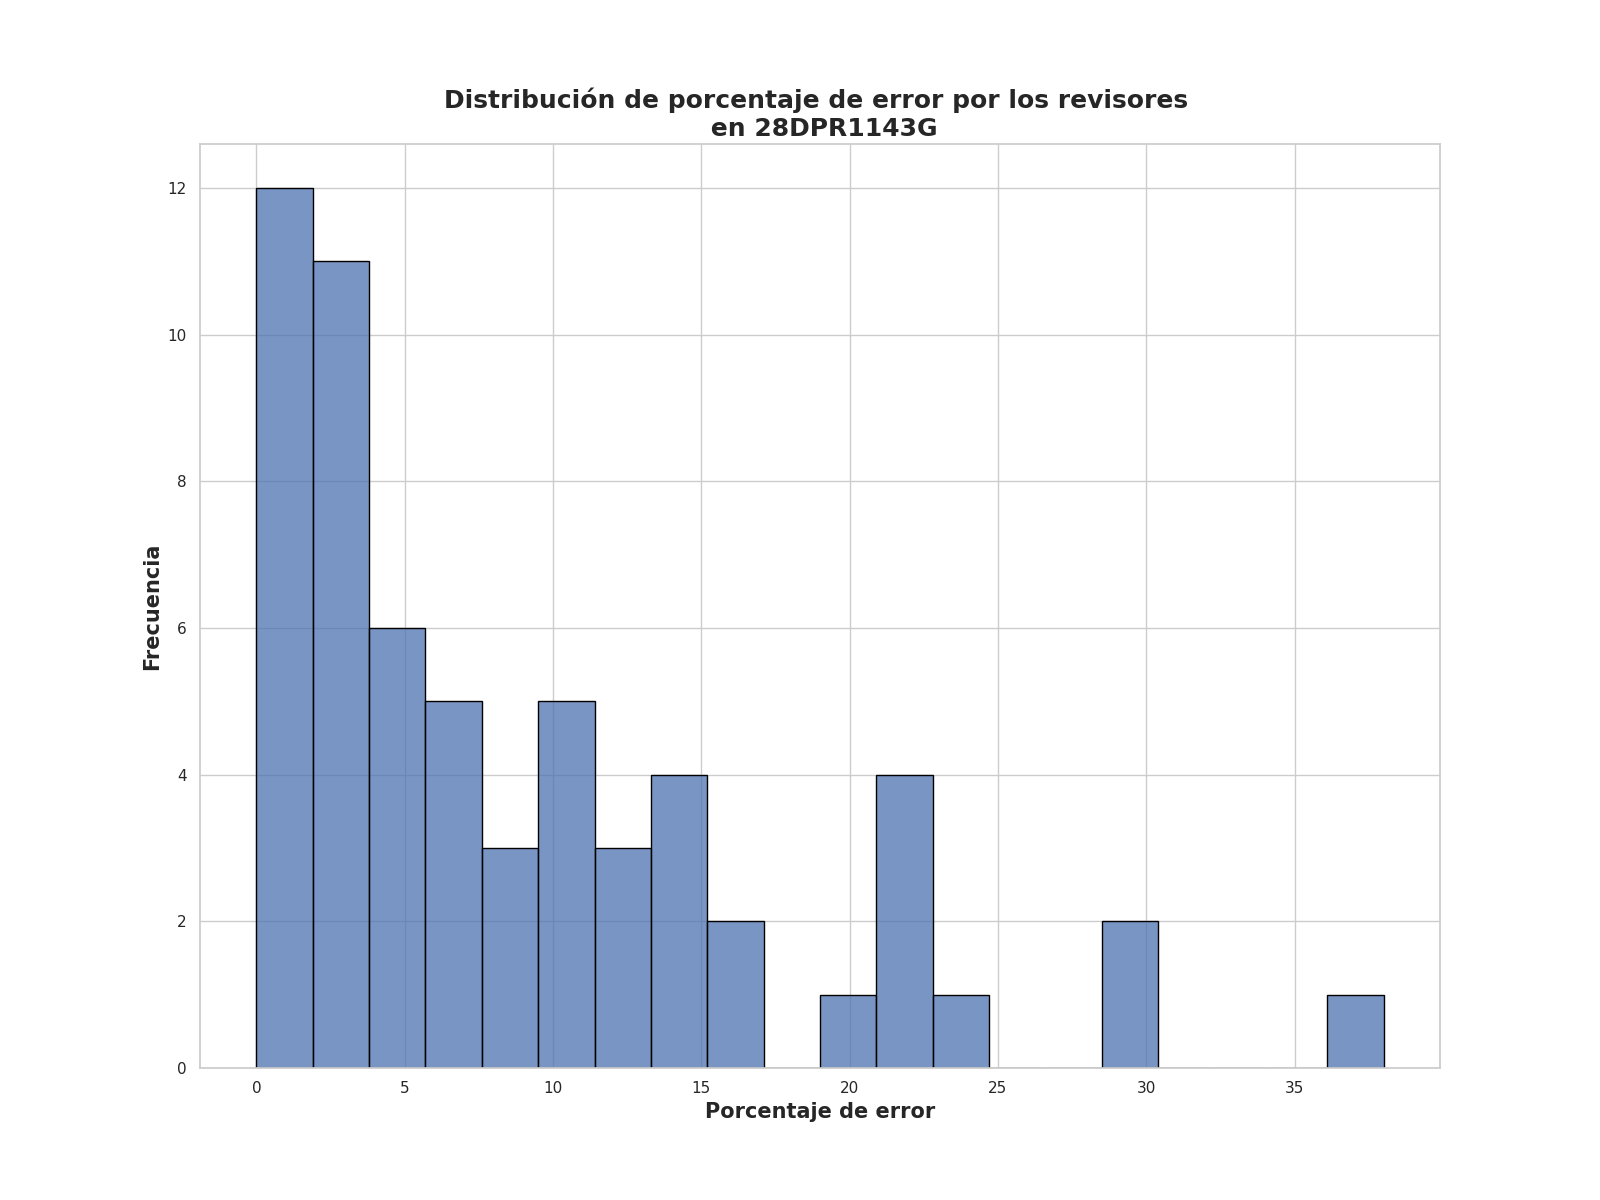 Distribución de porcentaje de error por los revisores
en 28DPR1143G
12
10
8
6
4
2
0
Frecuencia
0 5 10 15 20 25 30 35
Porcentaje de error